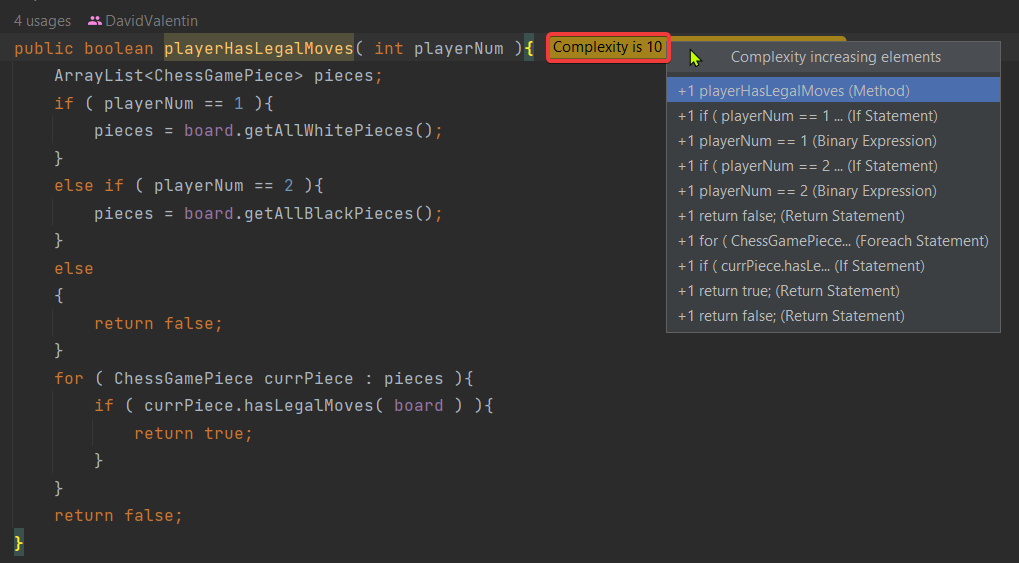 4 usages DavidValentin
public boolean playerHasLegalMoves( int playerNum ){ Complexity is 10
ArrayList<ChessGamePiece> pieces;
if ( playerNum == 1 ){
pieces = board.getAllWhitePieces();
}
else if ( playerNum == 2 ){
pieces = board.getAllBlackPieces();
}
else
{
return false;
}
for ( ChessGamePiece currPiece : pieces ){
if ( currPiece.hasLegalMoves( board ) ){
return true;
}
}
return false;
}
Complexity increasing elements
+1 playerHasLegalMoves (Method)
+1 if ( playerNum == 1 ... (If Statement)
+1 playerNum == 1 (Binary Expression)
+1 if ( playerNum == 2 ... (If Statement)
+1 playerNum == 2 (Binary Expression)
+1 return false; (Return Statement)
+1 for ( ChessGamePiece... (Foreach Statement)
+1 if ( currPiece.hasLe... (If Statement)
+1 return true; (Return Statement)
+1 return false; (Return Statement)